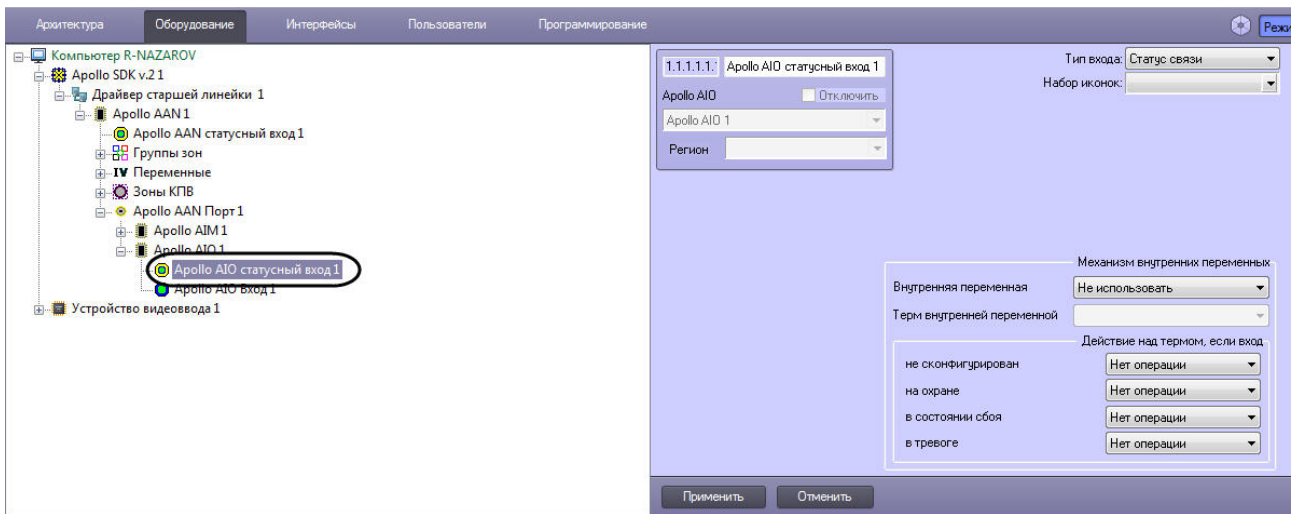 Архитектура Оборудование Интерфейсы Пользователи Программирование
Компьютер R-NAZAROV
Apollo SDK v.2 1
Драйвер старшей линейки 1
Apollo AAN 1
Apollo AAN статусный вход 1
Группы зон
IV Переменные
Зоны КПВ
Apollo AAN Порт 1
Apollo AIM 1
Apollo AIO 1
Apollo AIO статусный вход 1
Apollo AIO Вход 1
Устройство видеоввода 1
1.1.1.1.1. Apollo AIO статусный вход 1
Apollo AIO Отключить
Apollo AIO 1
Регион
Тип входа: Статус связи
Набор иконок:
Механизм внутренних переменных
Внутренняя переменная Не использовать
Терм внутренней переменной
Действие над термом, если вход
не сконфигурирован Нет операции
на охране Нет операции
в состоянии сбоя Нет операции
в тревоге Нет операции
Применить Отменить